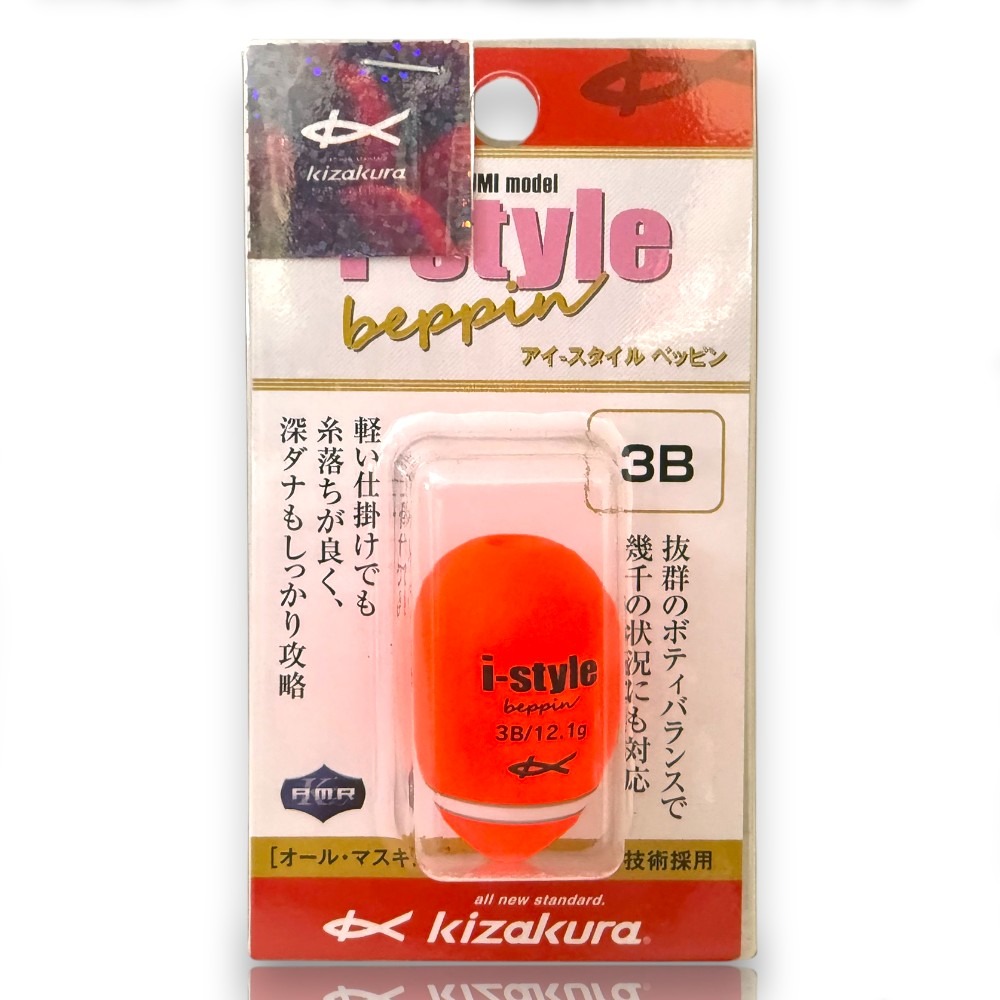 kizakura
MI model
style
beppin
アイ-スタイル ベッピン
3B
抜群のボディバランスで
幾千の状況にも対応
軽い仕掛けでも
糸落ちが良く、
深ダナもしっかり攻略
i-style
beppin
3B/12.1g
A.M.R
[オール・マスキ
技術採用
all new standard.
kizakura